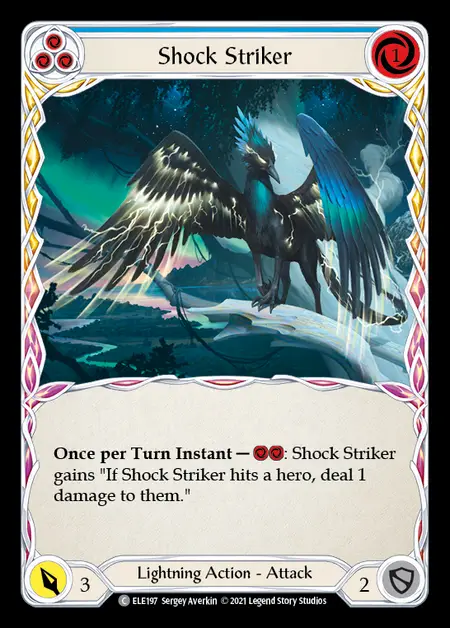 Shock Striker
1
Once per Turn Instant — : Shock Striker
gains "If Shock Striker hits a hero, deal 1
damage to them."
3
Lightning Action - Attack
2
C ELE197 Sergey Averkin © 2021 Legend Story Studios